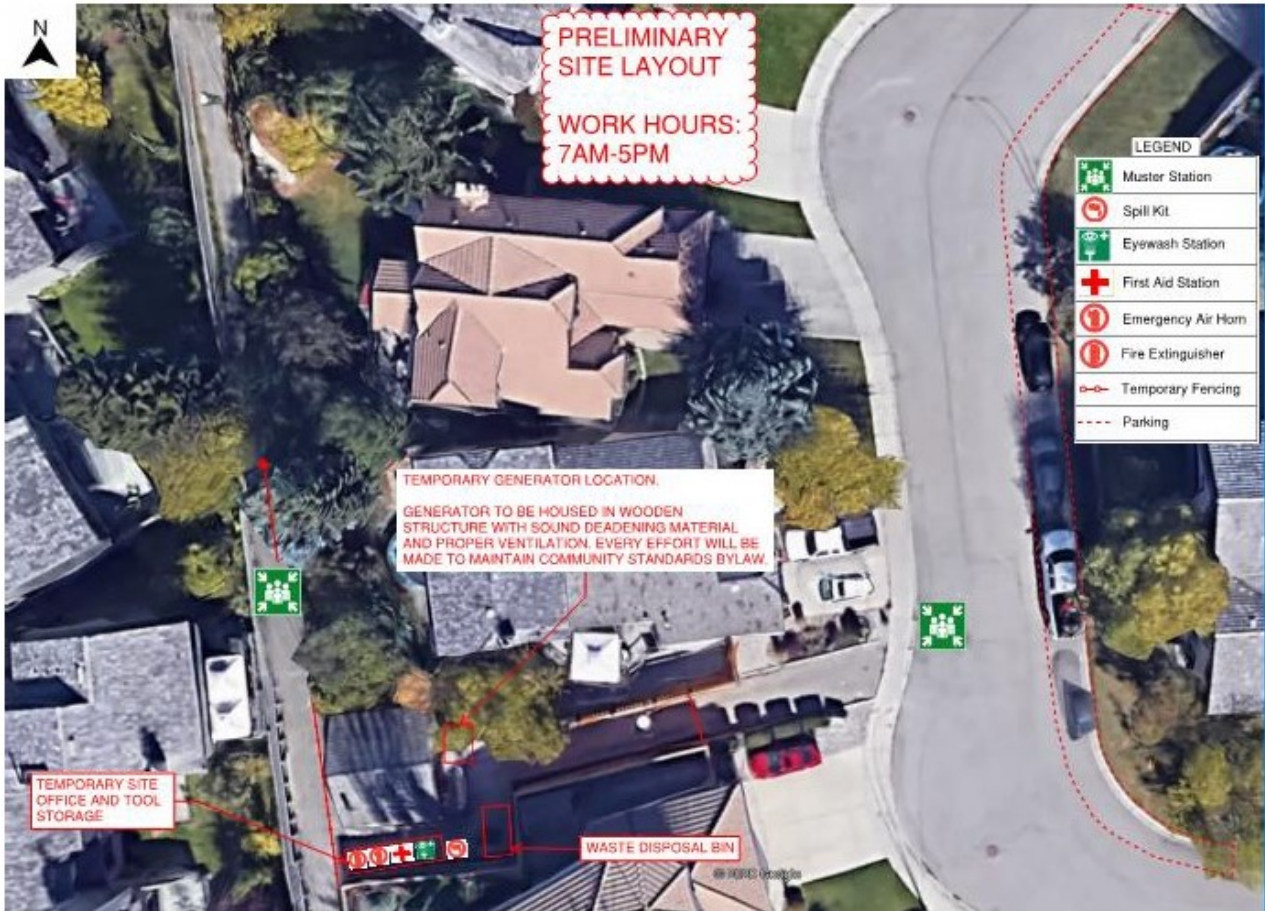 N
PRELIMINARY
SITE LAYOUT
WORK HOURS:
7AM-5PM
LEGEND
Muster Station
Spill Kit
Eyewash Station
First Aid Station
Emergency Air Horn
Fire Extinguisher
Temporary Fencing
Parking
TEMPORARY GENERATOR LOCATION.
GENERATOR TO BE HOUSED IN WOODEN
STRUCTURE WITH SOUND DEADENING MATERIAL
AND PROPER VENTILATION. EVERY EFFORT WILL BE
MADE TO MAINTAIN COMMUNITY STANDARDS BYLAW.
TEMPORARY SITE
OFFICE AND TOOL
STORAGE
WASTE DISPOSAL BIN
Google